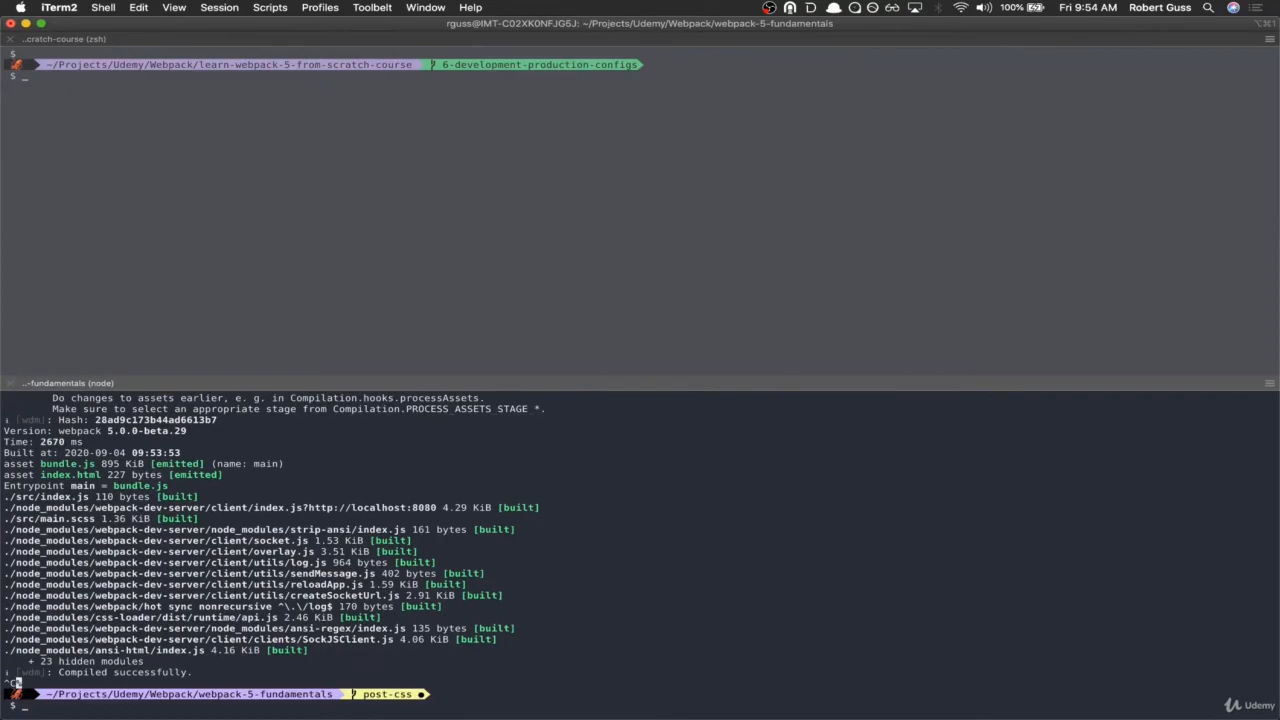 iTerm2 Shell Edit View Session Scripts Profiles Toolbelt Window Help 100% Fri 9:54 AM Robert Guss
rguss@IMT-C02XK0NFJG5J: ~/Projects/Udemy/Webpack/webpack-5-fundamentals
..cratch-course (zsh)
$
~/Projects/Udemy/Webpack/learn-webpack-5-from-scratch-course 6-development-production-configs
$ _
..-fundamentals (node)
Do changes to assets earlier, e. g. in Compilation.hooks.processAssets.
Make sure to select an appropriate stage from Compilation.PROCESS_ASSETS_STAGE_*.
ℹ ｢wdm｣: Hash: 28ad9c173b44ad6613b7
Version: webpack 5.0.0-beta.29
Time: 2670 ms
Built at: 2020-09-04 09:53:53
asset bundle.js 895 KiB [emitted] (name: main)
asset index.html 227 bytes [emitted]
Entrypoint main = bundle.js
./src/index.js 110 bytes [built]
./node_modules/webpack-dev-server/client/index.js?http://localhost:8080 4.29 KiB [built]
./src/main.scss 1.36 KiB [built]
./node_modules/webpack-dev-server/node_modules/strip-ansi/index.js 161 bytes [built]
./node_modules/webpack-dev-server/client/socket.js 1.53 KiB [built]
./node_modules/webpack-dev-server/client/overlay.js 3.51 KiB [built]
./node_modules/webpack-dev-server/client/utils/log.js 964 bytes [built]
./node_modules/webpack-dev-server/client/utils/sendMessage.js 402 bytes [built]
./node_modules/webpack-dev-server/client/utils/reloadApp.js 1.59 KiB [built]
./node_modules/webpack-dev-server/client/utils/createSocketUrl.js 2.91 KiB [built]
./node_modules/webpack/hot sync nonrecursive ^\.\/log$ 170 bytes [built]
./node_modules/css-loader/dist/runtime/api.js 2.46 KiB [built]
./node_modules/webpack-dev-server/node_modules/ansi-regex/index.js 135 bytes [built]
./node_modules/webpack-dev-server/client/clients/SockJSClient.js 4.06 KiB [built]
./node_modules/ansi-html/index.js 4.16 KiB [built]
+ 23 hidden modules
ℹ ｢wdm｣: Compiled successfully.
^C%
~/Projects/Udemy/Webpack/webpack-5-fundamentals post-css ●
$ _
Udemy